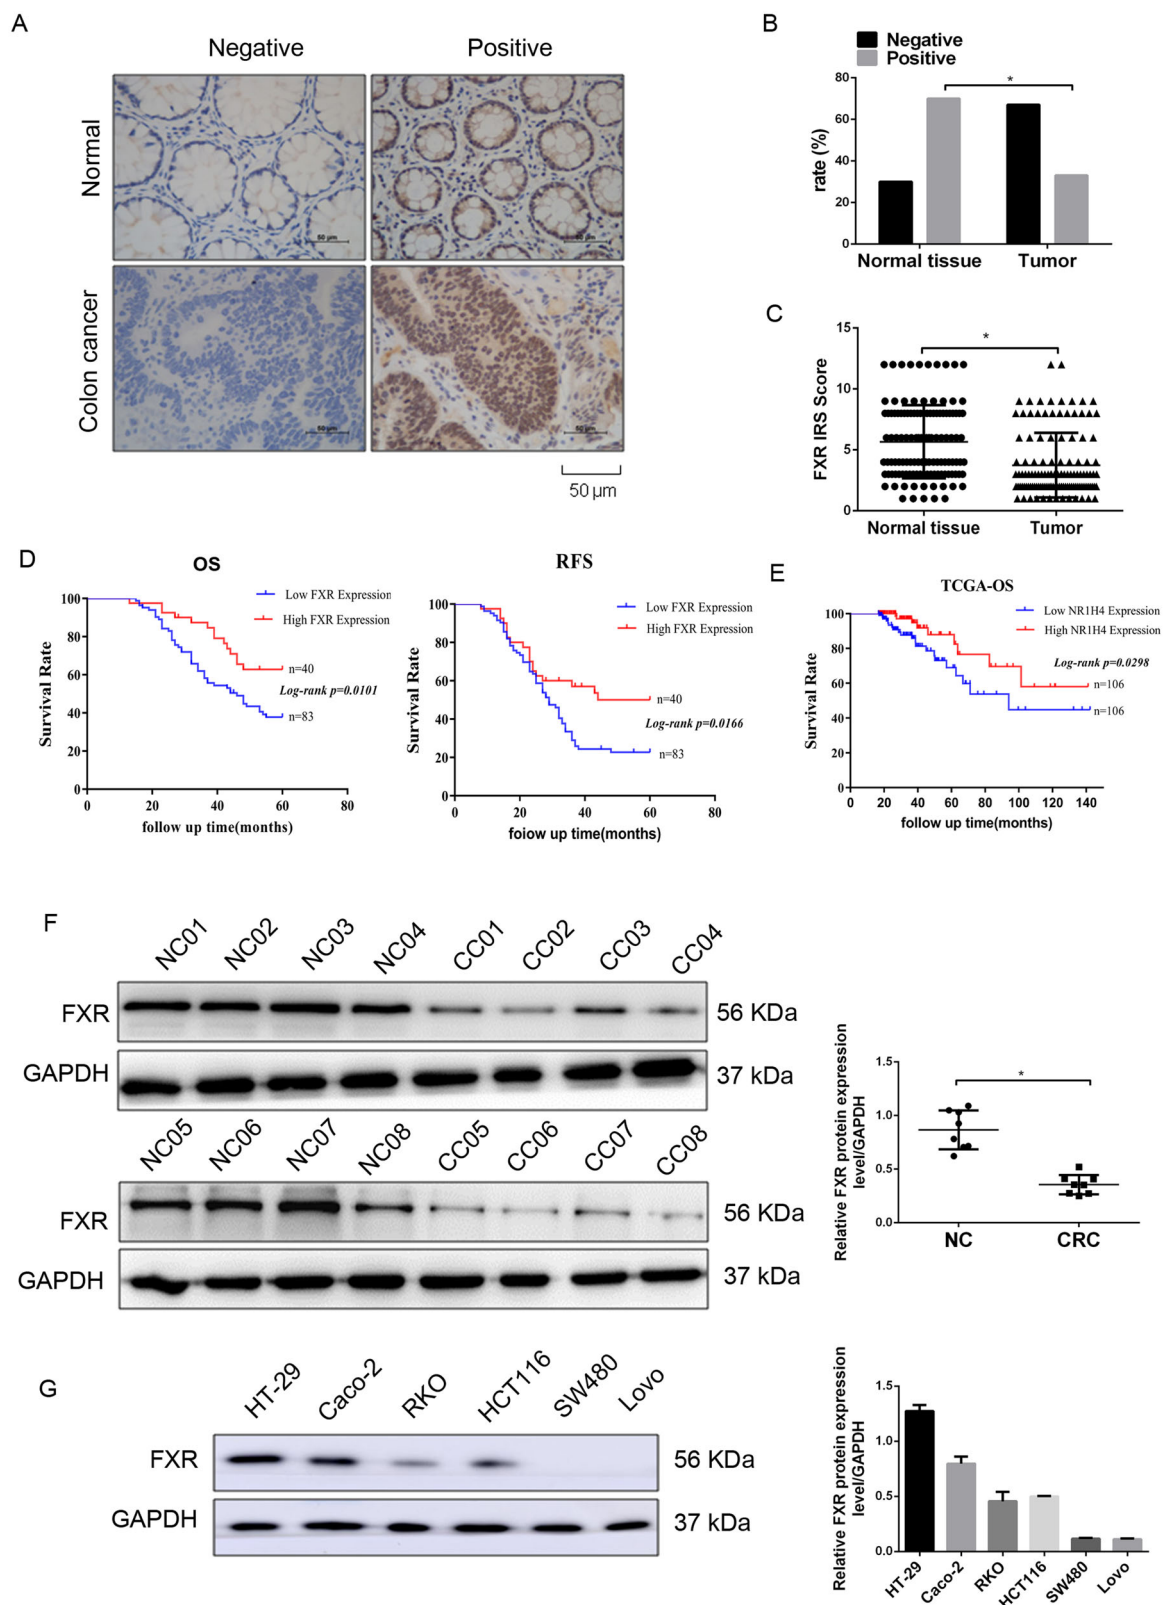 A
Negative
Positive
Normal
Colon cancer
50 µm
50 µm
50 µm
50 µm
50 µm
B
Negative
Positive
*
rate (%)
80
60
40
20
0
Normal tissue
Tumor
C
*
FXR IRS Score
15
10
5
0
Normal tissue
Tumor
D
OS
Low FXR Expression
High FXR Expression
n=40
Log-rank p=0.0101
n=83
Survival Rate
100
80
60
40
20
0
0 20 40 60 80
follow up time(months)
RFS
Low FXR Expression
High FXR Expression
n=40
Log-rank p=0.0166
n=83
Survival Rate
100
80
60
40
20
0
0 20 40 60 80
foiow up time(months)
E
TCGA-OS
Low NR1H4 Expression
High NR1H4 Expression
Log-rank p=0.0298
n=106
n=106
Survival Rate
100
80
60
40
20
0
0 20 40 60 80 100 120 140
follow up time(months)
F
NC01 NC02 NC03 NC04 CC01 CC02 CC03 CC04
FXR
56 KDa
GAPDH
37 kDa
NC05 NC06 NC07 NC08 CC05 CC06 CC07 CC08
FXR
56 KDa
GAPDH
37 kDa
Relative FXR protein expression
level/GAPDH
1.5
1.0
0.5
0.0
*
NC
CRC
G
HT-29 Caco-2 RKO HCT116 SW480 Lovo
FXR
56 KDa
GAPDH
37 kDa
Relative FXR protein expression
level/GAPDH
1.5
1.0
0.5
0.0
HT-29 Caco-2 RKO HCT116 SW480 Lovo